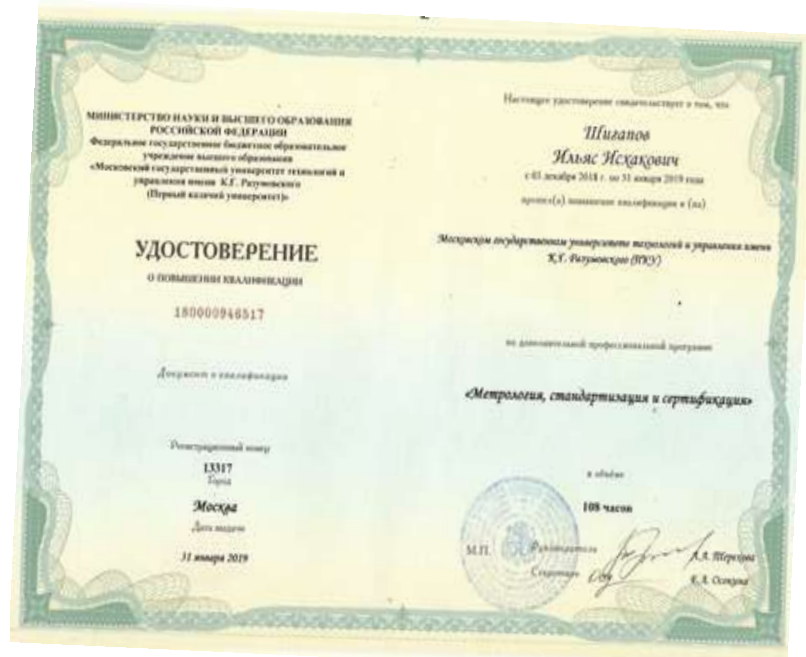 МИНИСТЕРСТВО НАУКИ И ВЫСШЕГО ОБРАЗОВАНИЯ
РОССИЙСКОЙ ФЕДЕРАЦИИ
Федеральное государственное бюджетное образовательное
учреждение высшего образования
«Московский государственный университет технологий и
управления имени К.Г. Разумовского
(Первый казачий университет)»
УДОСТОВЕРЕНИЕ
О ПОВЫШЕНИИ КВАЛИФИКАЦИИ
180000946517
Документ о квалификации
Регистрационный номер
13317
Город
Москва
Дата выдачи
31 января 2019
Настоящее удостоверение свидетельствует о том, что
Шигапов
Ильяс Исхакович
с 03 декабря 2018 г. по 31 января 2019 года
прошел(а) повышение квалификации в (на)
Московском государственном университете технологий и управления имени
К.Г. Разумовского (ПКУ)
по дополнительной профессиональной программе
«Метрология, стандартизация и сертификация»
в объёме
108 часов
М.П.
Руководитель
Секретарь